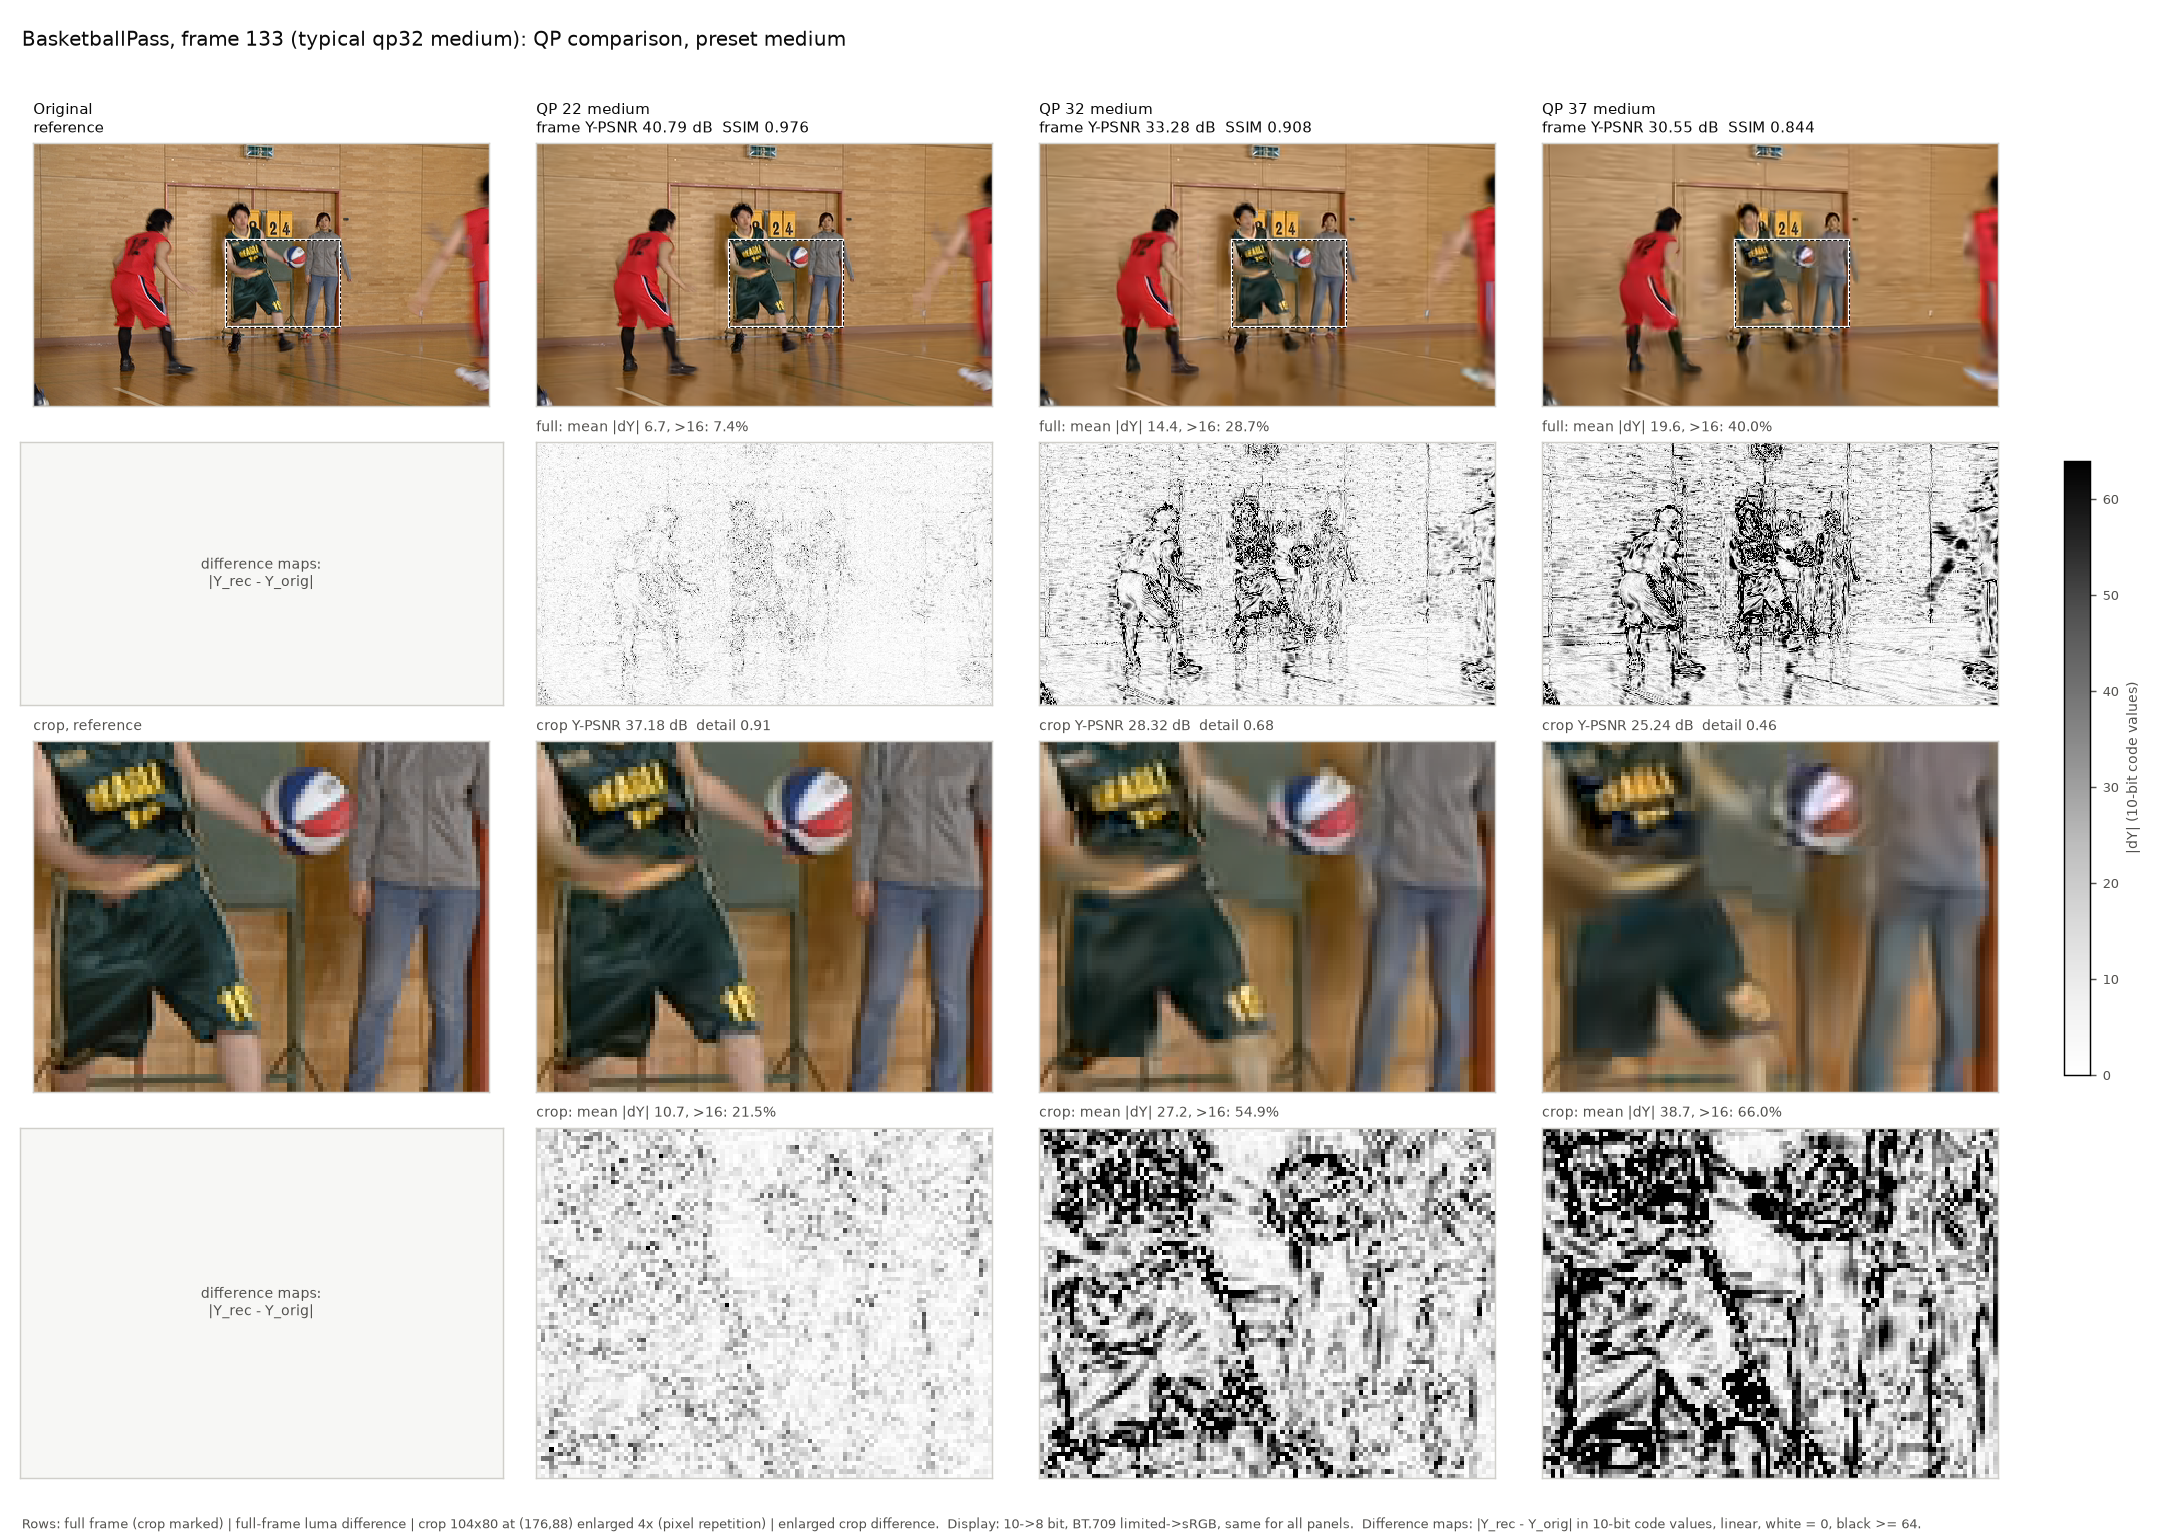 BasketballPass, frame 133 (typical qp32 medium): QP comparison, preset medium
Original
reference
QP 22 medium
frame Y-PSNR 40.79 dB  SSIM 0.976
QP 32 medium
frame Y-PSNR 33.28 dB  SSIM 0.908
QP 37 medium
frame Y-PSNR 30.55 dB  SSIM 0.844
24
24
24
24
full: mean |dY| 6.7, >16: 7.4%
full: mean |dY| 14.4, >16: 28.7%
full: mean |dY| 19.6, >16: 40.0%
difference maps:
|Y_rec - Y_orig|
crop, reference
crop Y-PSNR 37.18 dB  detail 0.91
crop Y-PSNR 28.32 dB  detail 0.68
crop Y-PSNR 25.24 dB  detail 0.46
crop: mean |dY| 10.7, >16: 21.5%
crop: mean |dY| 27.2, >16: 54.9%
crop: mean |dY| 38.7, >16: 66.0%
difference maps:
|Y_rec - Y_orig|
60
50
40
30
20
10
0
|dY| (10-bit code values)
Rows: full frame (crop marked) | full-frame luma difference | crop 104x80 at (176,88) enlarged 4x (pixel repetition) | enlarged crop difference.  Display: 10->8 bit, BT.709 limited->sRGB, same for all panels.  Difference maps: |Y_rec - Y_orig| in 10-bit code values, linear, white = 0, black >= 64.